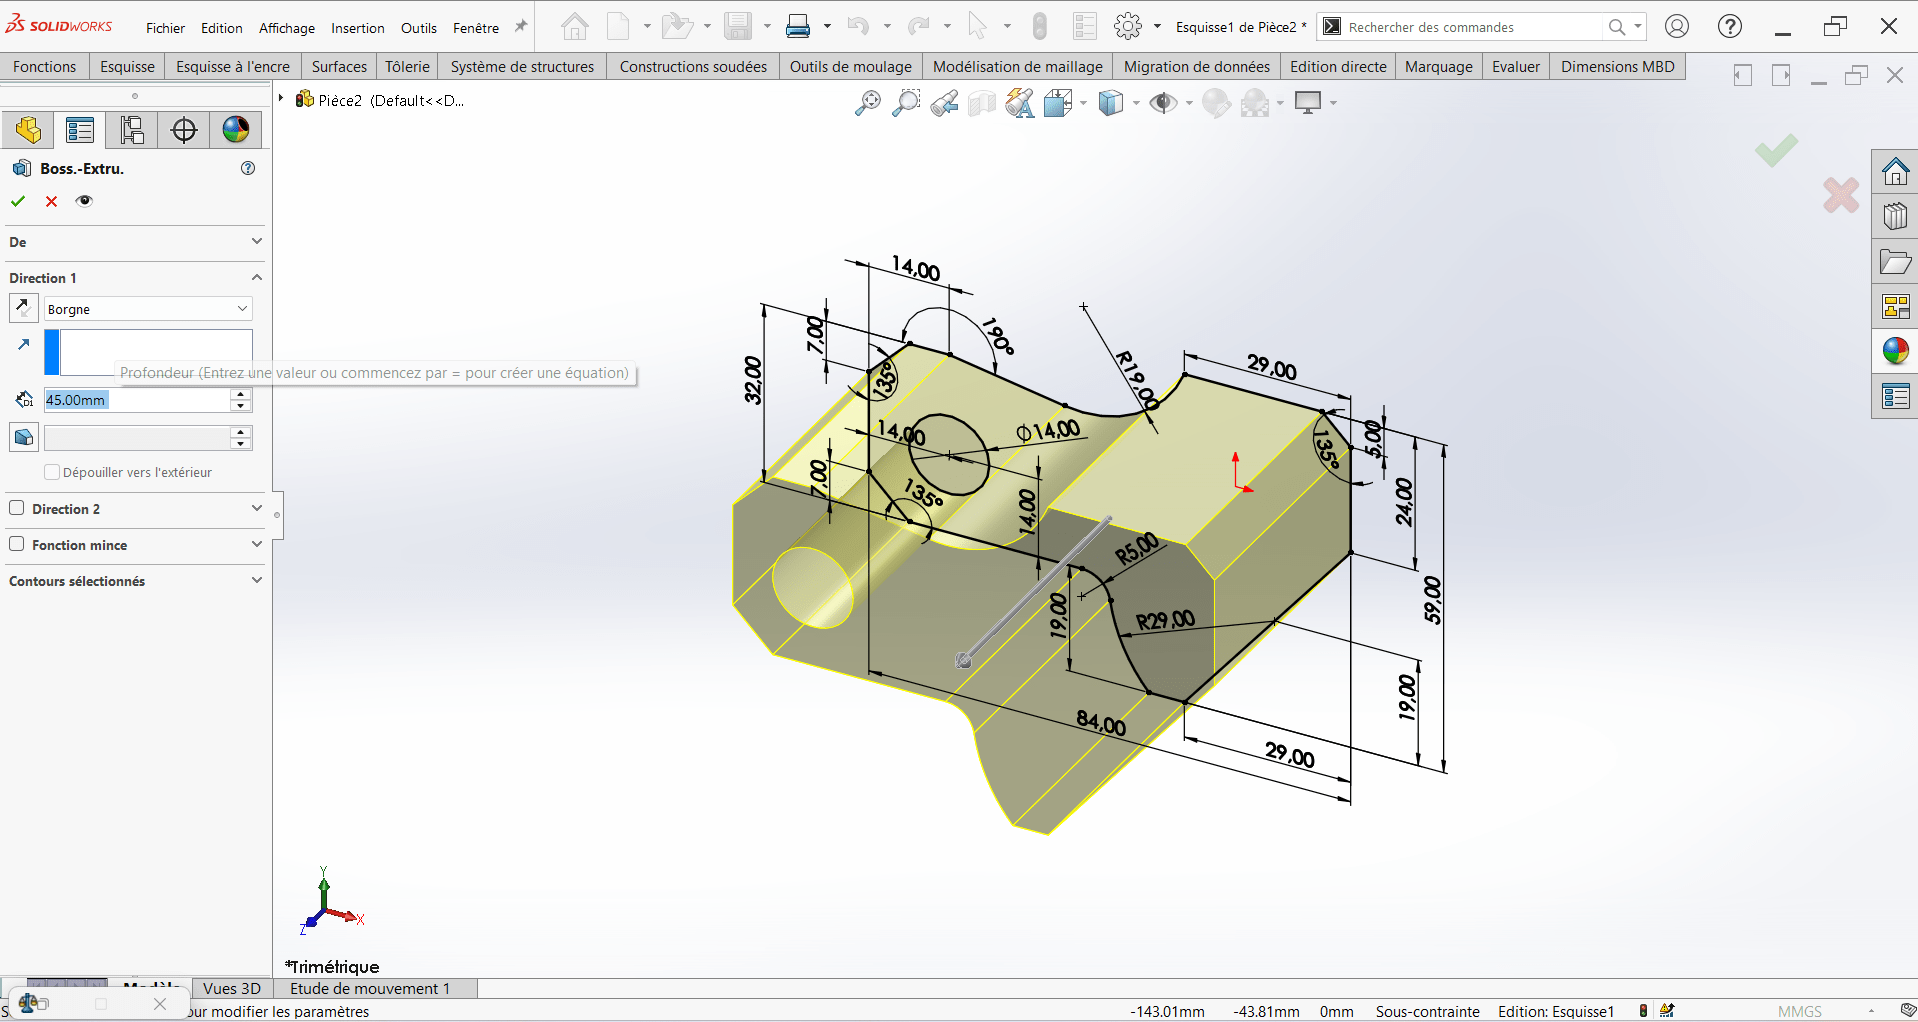 SOLIDWORKS
Fichier Edition Affichage Insertion Outils Fenêtre
Esquisse1 de Pièce2 *
Rechercher des commandes
Fonctions Esquisse Esquisse à l'encre Surfaces Tôlerie Système de structures Constructions soudées Outils de moulage Modélisation de maillage Migration de données Edition directe Marquage Evaluer Dimensions MBD
Pièce2 (Default<<D...
Boss.-Extru.
De
Direction 1
Borgne
Profondeur (Entrez une valeur ou commencez par = pour créer une équation)
45.00mm
Dépouiller vers l'extérieur
Direction 2
Fonction mince
Contours sélectionnés
14,00
7,00
190°
32,00
135°
R19,00
29,00
14,00
Ø14,00
135°
5,00
7,00
135°
14,00
24,00
R5,00
59,00
19,00
R29,00
19,00
84,00
29,00
Y
X
Z
*Trimétrique
Modèle Vues 3D Etude de mouvement 1
our modifier les paramètres
-143.01mm -43.81mm 0mm Sous-contrainte Edition: Esquisse1 MMGS